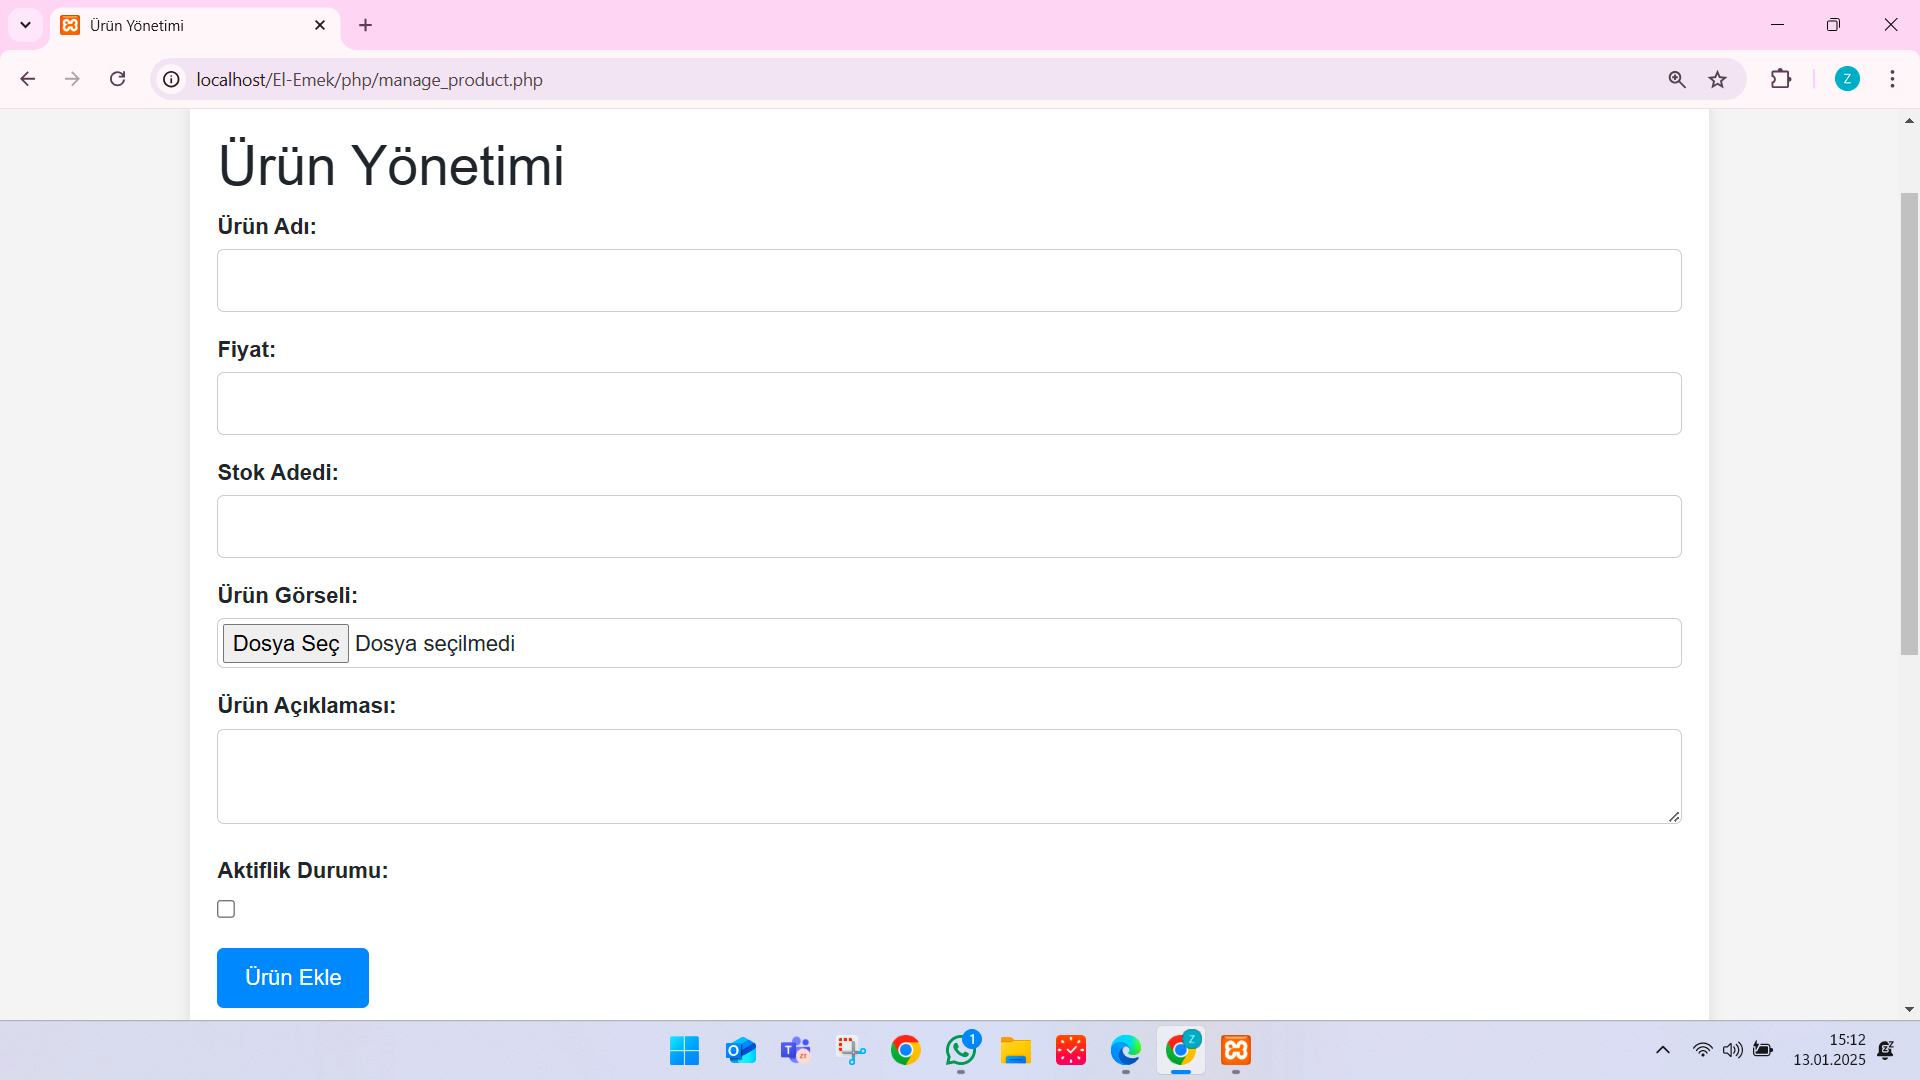 Ürün Yönetimi
localhost/El-Emek/php/manage_product.php
Z
Ürün Yönetimi
Ürün Adı:
Fiyat:
Stok Adedi:
Ürün Görseli:
Dosya Seç Dosya seçilmedi
Ürün Açıklaması:
Aktiflik Durumu:
Ürün Ekle
1
Z
15:12
13.01.2025